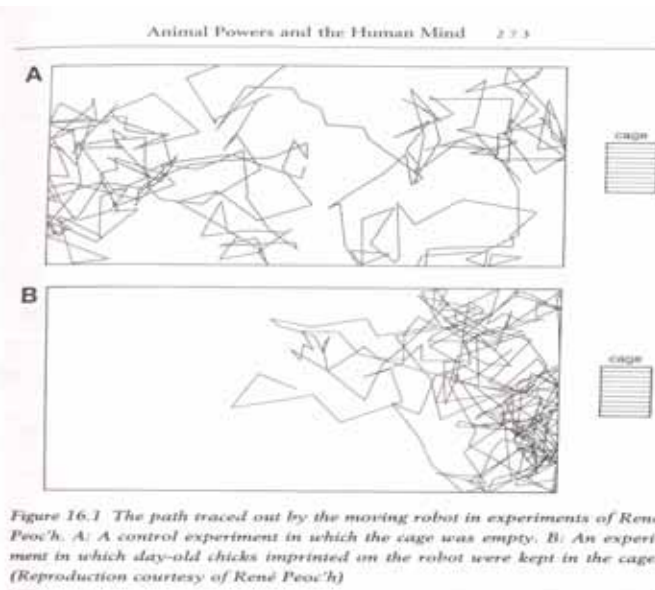 Animal Powers and the Human Mind 273
A
cage
B
cage
Figure 16.1 The path traced out by the moving robot in experiments of René
Peoc'h. A: A control experiment in which the cage was empty. B: An experi-
ment in which day-old chicks imprinted on the robot were kept in the cage
(Reproduction courtesy of René Peoc'h)